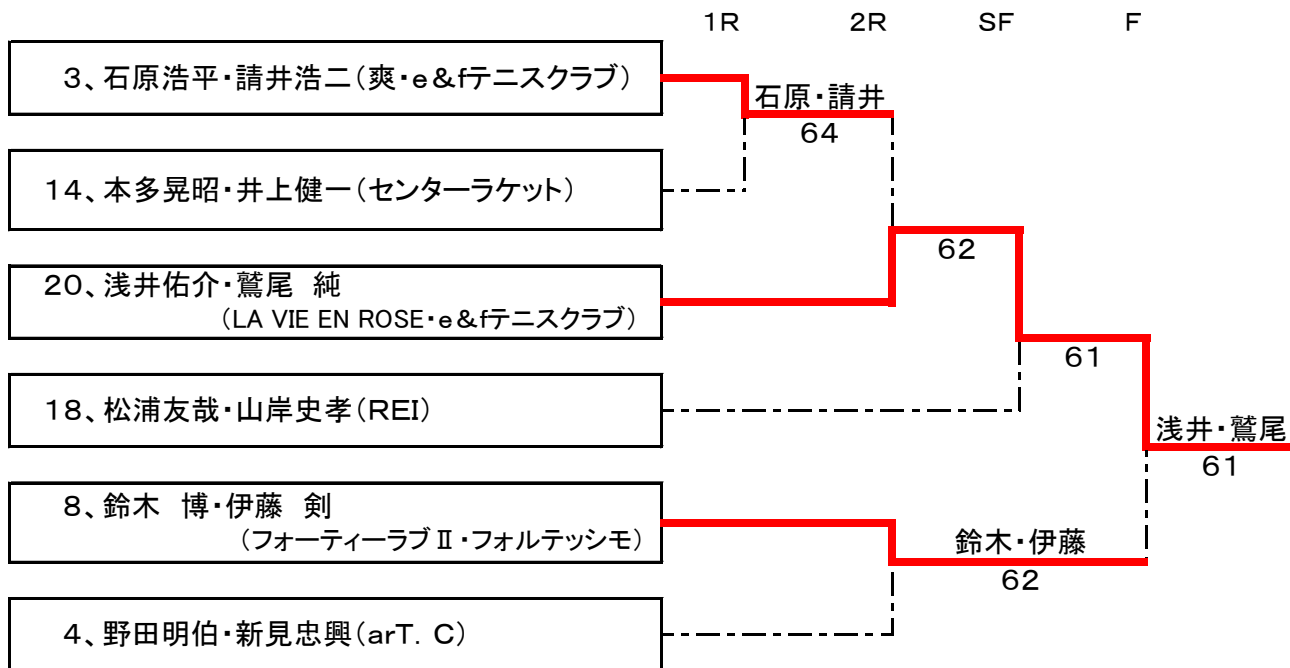 1R 2R SF F
3、石原浩平・請井浩二(爽・e&fテニスクラブ)
石原・請井
64
14、本多晃昭・井上健一(センターラケット)
62
20、浅井佑介・鷲尾 純
(LA VIE EN ROSE・e&fテニスクラブ)
61
18、松浦友哉・山岸史孝(REI)
浅井・鷲尾
61
8、鈴木 博・伊藤 剣
(フォーティーラブⅡ・フォルテッシモ)
鈴木・伊藤
62
4、野田明伯・新見忠興(arT. C)